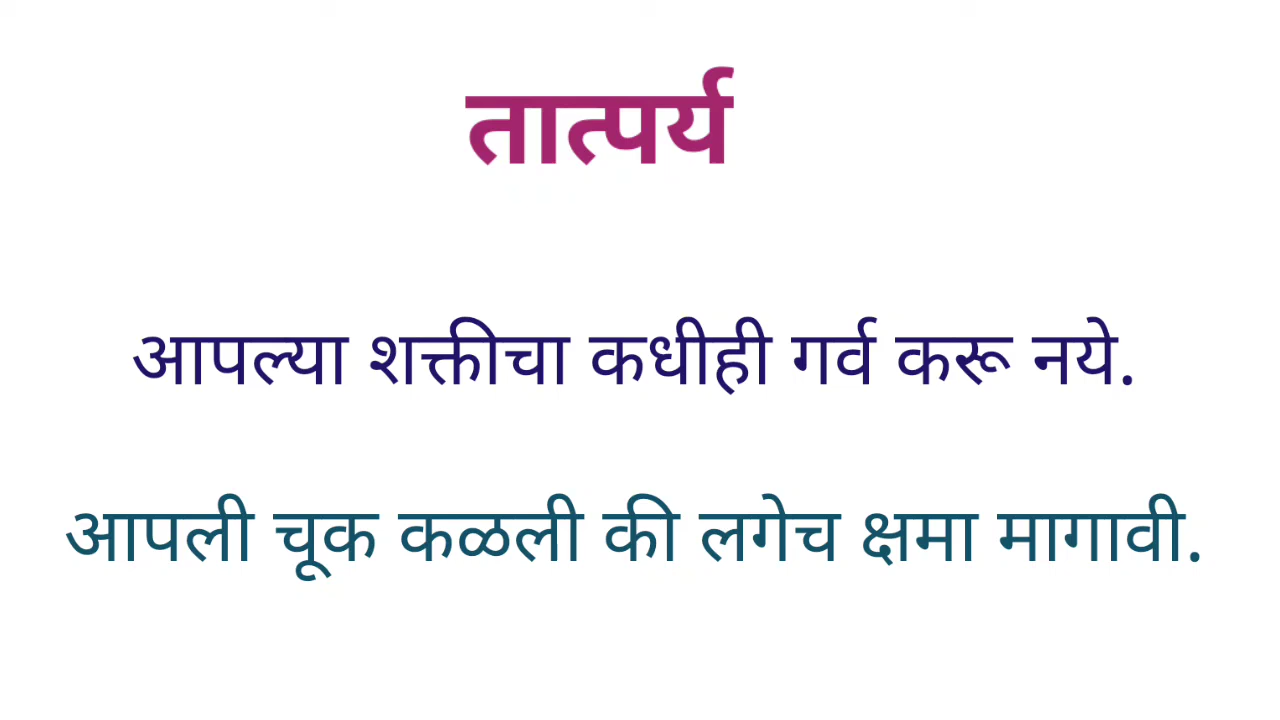 तात्पर्य
आपल्या शक्तीचा कधीही गर्व करू नये.
आपली चूक कळली की लगेच क्षमा मागावी.